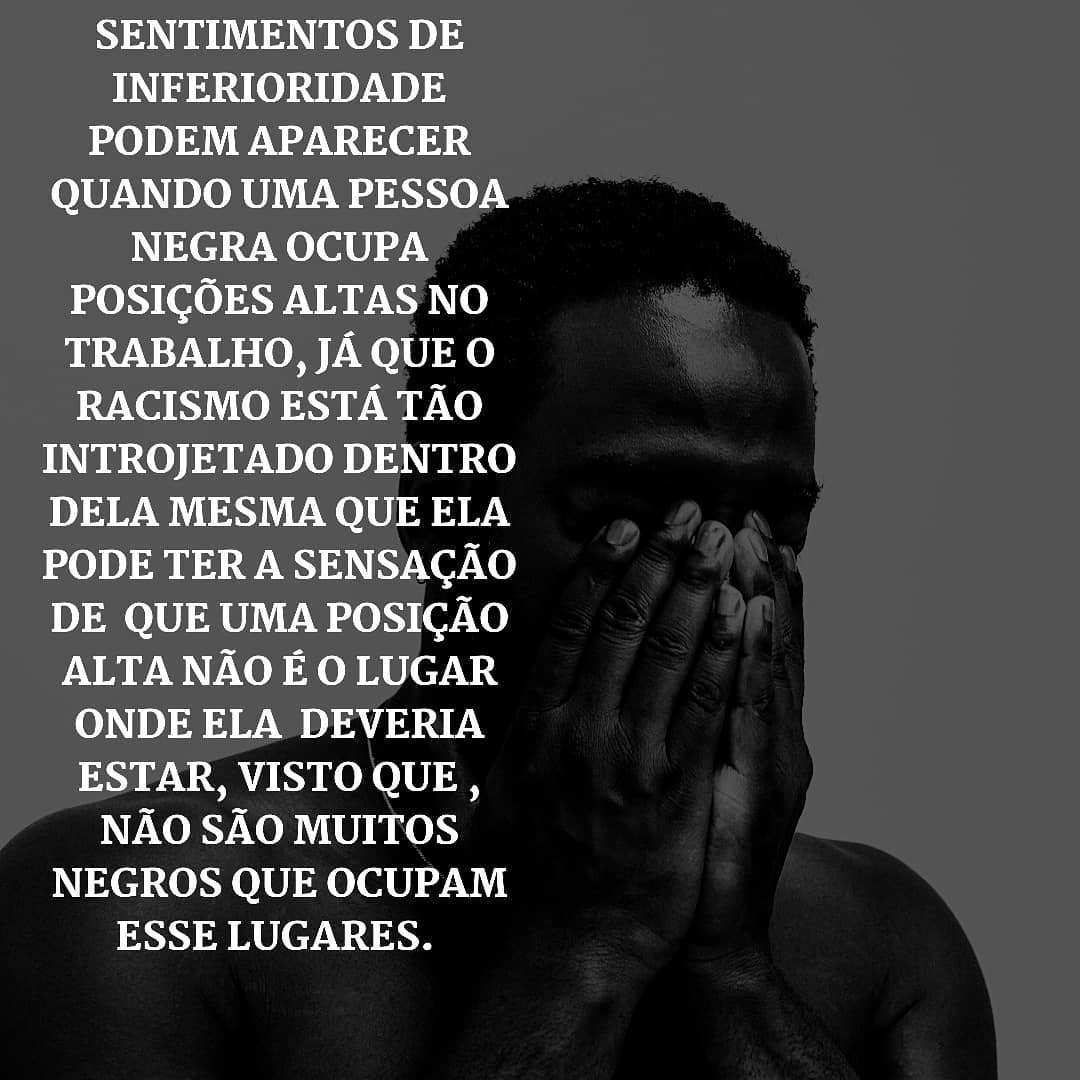 SENTIMENTOS DE
INFERIORIDADE
PODEM APARECER
QUANDO UMA PESSOA
NEGRA OCUPA
POSIÇÕES ALTAS NO
TRABALHO, JÁ QUE O
RACISMO ESTÁ TÃO
INTROJETADO DENTRO
DELA MESMA QUE ELA
PODE TER A SENSAÇÃO
DE  QUE UMA POSIÇÃO
ALTA NÃO É O LUGAR
ONDE ELA  DEVERIA
ESTAR, VISTO QUE ,
NÃO SÃO MUITOS
NEGROS QUE OCUPAM
ESSE LUGARES.